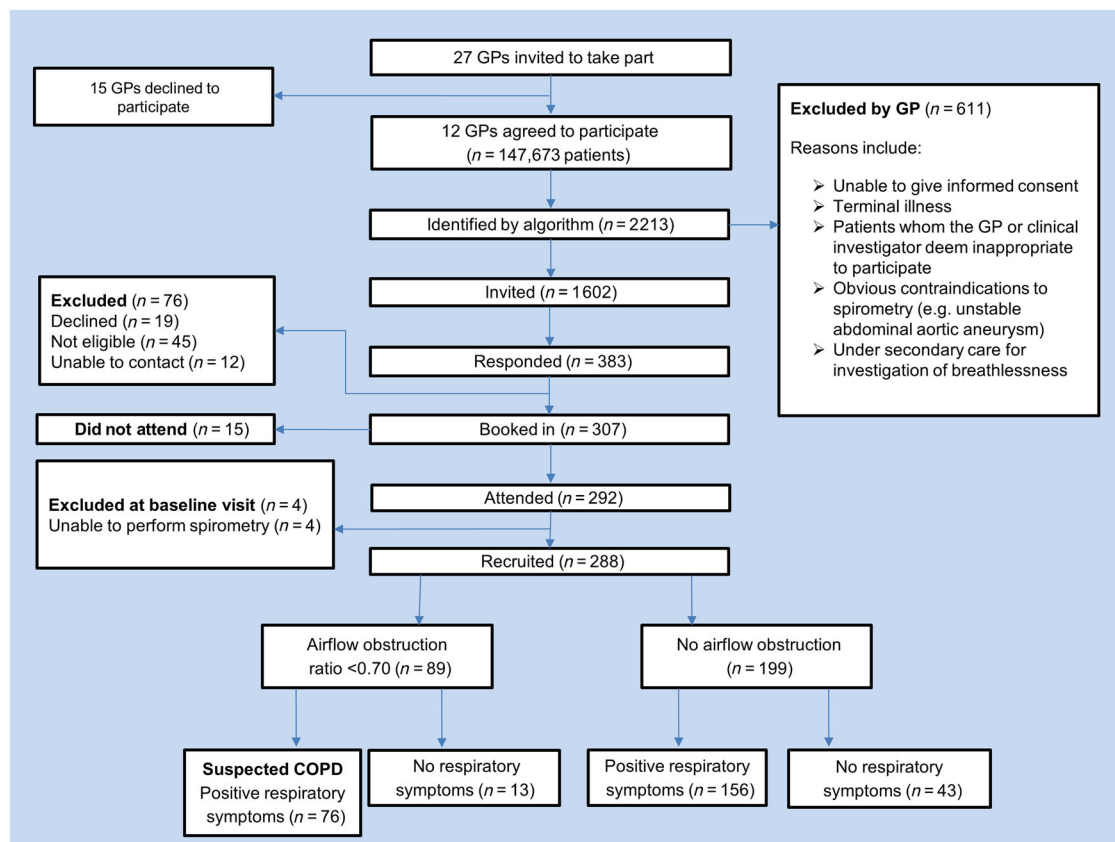 27 GPs invited to take part
15 GPs declined to
participate
12 GPs agreed to participate
(n = 147,673 patients)
Identified by algorithm (n = 2213)
Excluded by GP (n = 611)
Reasons include:
➢ Unable to give informed consent
➢ Terminal illness
➢ Patients whom the GP or clinical
investigator deem inappropriate
to participate
➢ Obvious contraindications to
spirometry (e.g. unstable
abdominal aortic aneurysm)
➢ Under secondary care for
investigation of breathlessness
Invited (n = 1602)
Excluded (n = 76)
Declined (n = 19)
Not eligible (n = 45)
Unable to contact (n = 12)
Responded (n = 383)
Did not attend (n = 15)
Booked in (n = 307)
Attended (n = 292)
Excluded at baseline visit (n = 4)
Unable to perform spirometry (n = 4)
Recruited (n = 288)
Airflow obstruction
ratio <0.70 (n = 89)
No airflow obstruction
(n = 199)
Suspected COPD
Positive respiratory
symptoms (n = 76)
No respiratory
symptoms (n = 13)
Positive respiratory
symptoms (n = 156)
No respiratory
symptoms (n = 43)